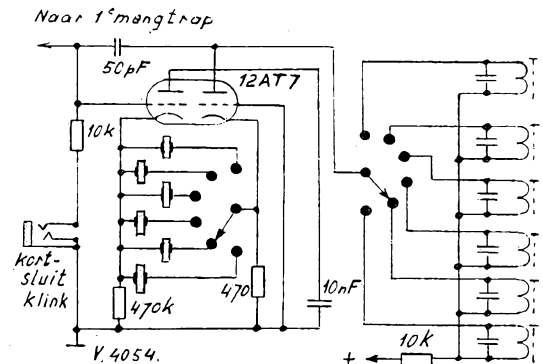 Naar 1e mengtrap
50pF
12AT7
10k
kort-
sluit
klink
470k
470
10nF
10k
+
V. 4054.